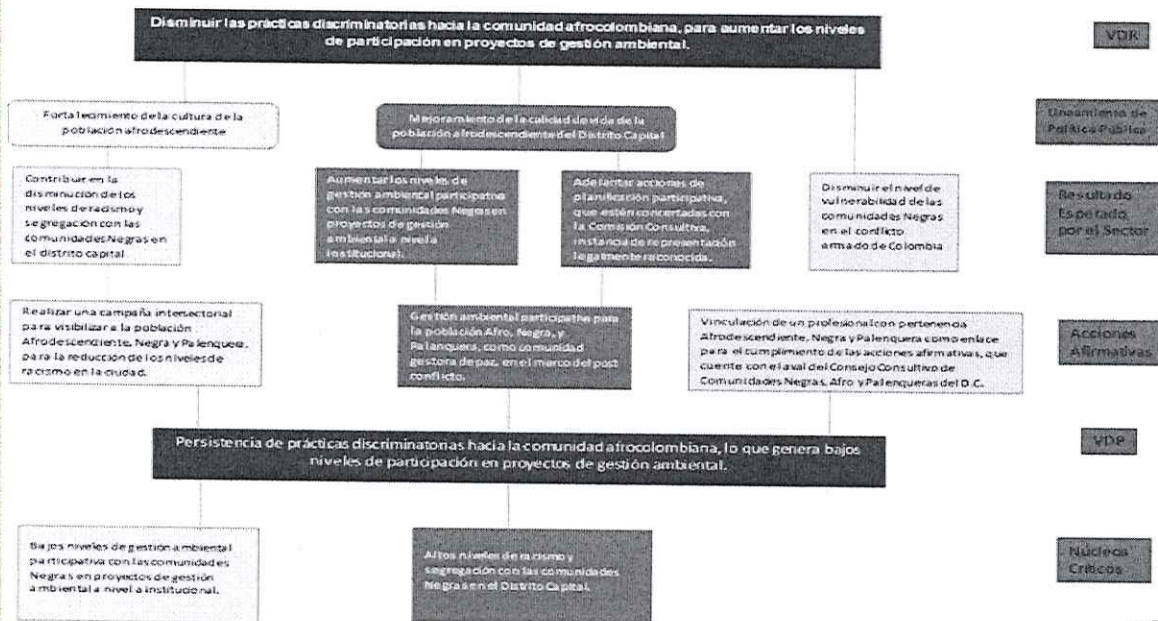 Disminuir las prácticas discriminatorias hacia la comunidad afrocolombiana, para aumentar los niveles
de participación en proyectos de gestión ambiental.
VDR
Fortalecimiento de la cultura de la
población afrodescendiente
Mejoramiento de la calidad de vida de la
población afrodescendiente del Distrito Capital
Lineamiento de
Política Pública
Contribuir en la
disminución de los
niveles de racismo y
segregación con las
comunidades Negras en
el distrito capital
Aumentar los niveles de
gestión ambiental participativa
con las comunidades Negras en
proyectos de gestión
ambiental a nivel a
Institucional.
Adelantar acciones de
planificación participativa,
que estén concertadas con
la Comisión Consultiva,
instancia de representación
legalmente reconocida.
Disminuir el nivel de
vulnerabilidad de las
comunidades Negras
en el conflicto
armado de Colombia
Resultado
Esperado
por el Sector
Realizar una campaña intersectorial
para visibilizar a la población
Afrodescendiente, Negra y Palenquera,
para la reducción de los niveles de
racismo en la ciudad.
Gestión ambiental participativa para
la población Afro, Negra, y
Palanquera, como comunidad
gestora de paz, en el marco del post
conflicto.
Vinculación de un profesional con pertenencia
Afrodescendiente, Negra y Palenquera como enlace
para el cumplimiento de las acciones afirmativas, que
cuente con el aval del Consejo Consultivo de
Comunidades Negras, Afro y Palenqueras del D.C.
Acciones
Afirmativas
Persistencia de prácticas discriminatorias hacia la comunidad afrocolombiana, lo que genera bajos
niveles de participación en proyectos de gestión ambiental.
VDP
Bajos niveles de gestión ambiental
participativa con las comunidades
Negras en proyectos de gestión
ambiental a nivel a institucional.
Altos niveles de racismo y
segregación con las comunidades
Negras en el Distrito Capital.
Núcleos
Críticos